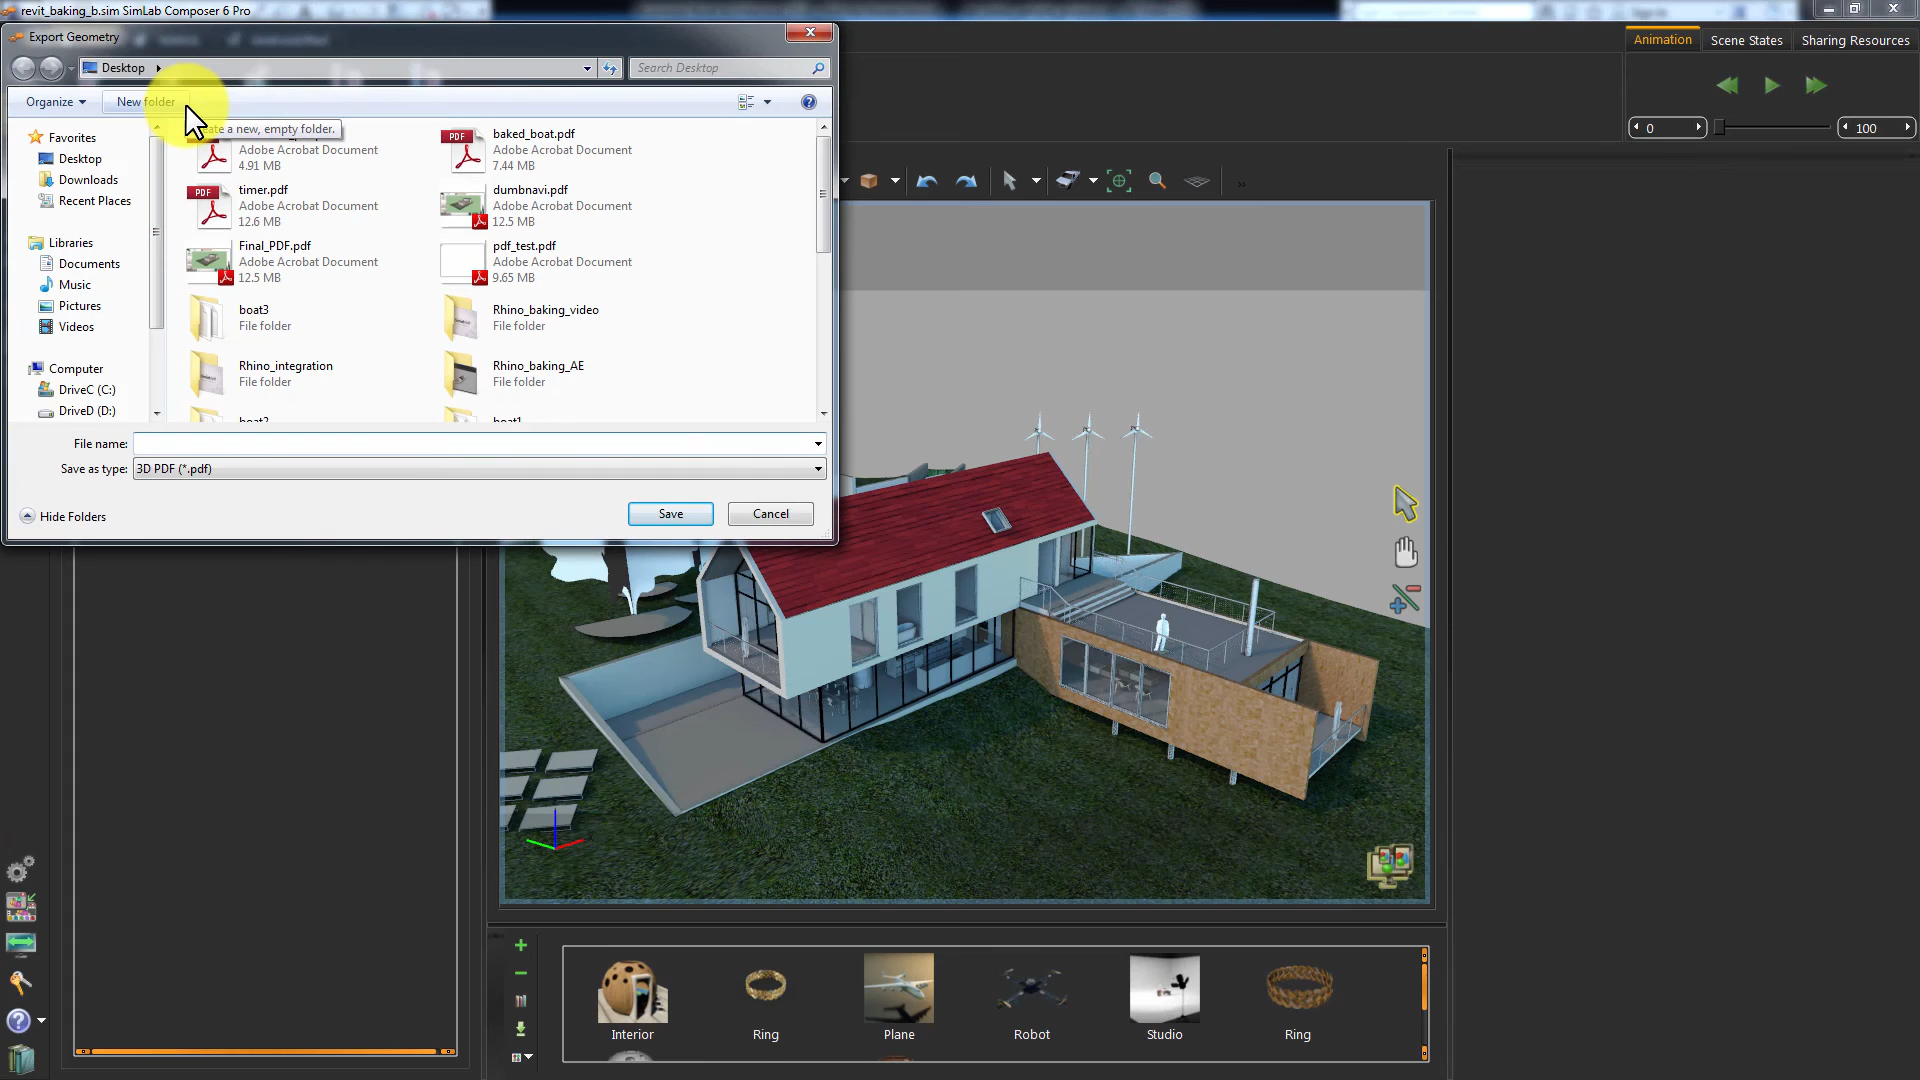 revit_baking_b.sim SimLab Composer 6 Pro
Export Geometry
Desktop
Search Desktop
Organize
New folder
ate a new, empty folder.
Favorites
Desktop
Downloads
Recent Places
Libraries
Documents
Music
Pictures
Videos
Computer
DriveC (C:)
DriveD (D:)
Adobe Acrobat Document
4.91 MB
PDF
baked_boat.pdf
Adobe Acrobat Document
7.44 MB
PDF
timer.pdf
Adobe Acrobat Document
12.6 MB
dumbnavi.pdf
Adobe Acrobat Document
12.5 MB
Final_PDF.pdf
Adobe Acrobat Document
12.5 MB
pdf_test.pdf
Adobe Acrobat Document
9.65 MB
boat3
File folder
Rhino_baking_video
File folder
Rhino_integration
File folder
Rhino_baking_AE
File folder
boat2
boat1
File name:
Save as type:
3D PDF (*.pdf)
Hide Folders
Save
Cancel
Animation
Scene States
Sharing Resources
0
100
Interior
Ring
Plane
Robot
Studio
Ring